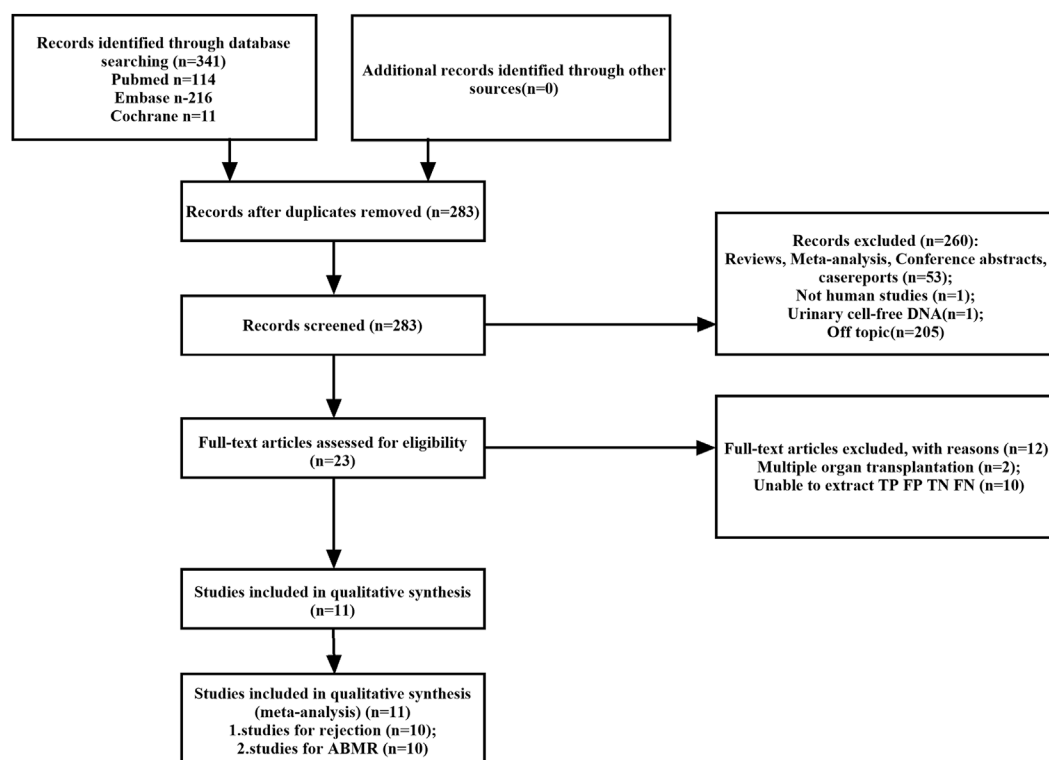 Records identified through database
searching (n=341)
Pubmed n=114
Embase n-216
Cochrane n=11
Additional records identified through other
sources(n=0)
Records after duplicates removed (n=283)
Records excluded (n=260):
Reviews, Meta-analysis, Conference abstracts,
casereports (n=53);
Not human studies (n=1);
Urinary cell-free DNA(n=1);
Off topic(n=205)
Records screened (n=283)
Full-text articles assessed for eligibility
(n=23)
Full-text articles excluded, with reasons (n=12)
Multiple organ transplantation (n=2);
Unable to extract TP FP TN FN (n=10)
Studies included in qualitative synthesis
(n=11)
Studies included in qualitative synthesis
(meta-analysis) (n=11)
1.studies for rejection (n=10);
2.studies for ABMR (n=10)